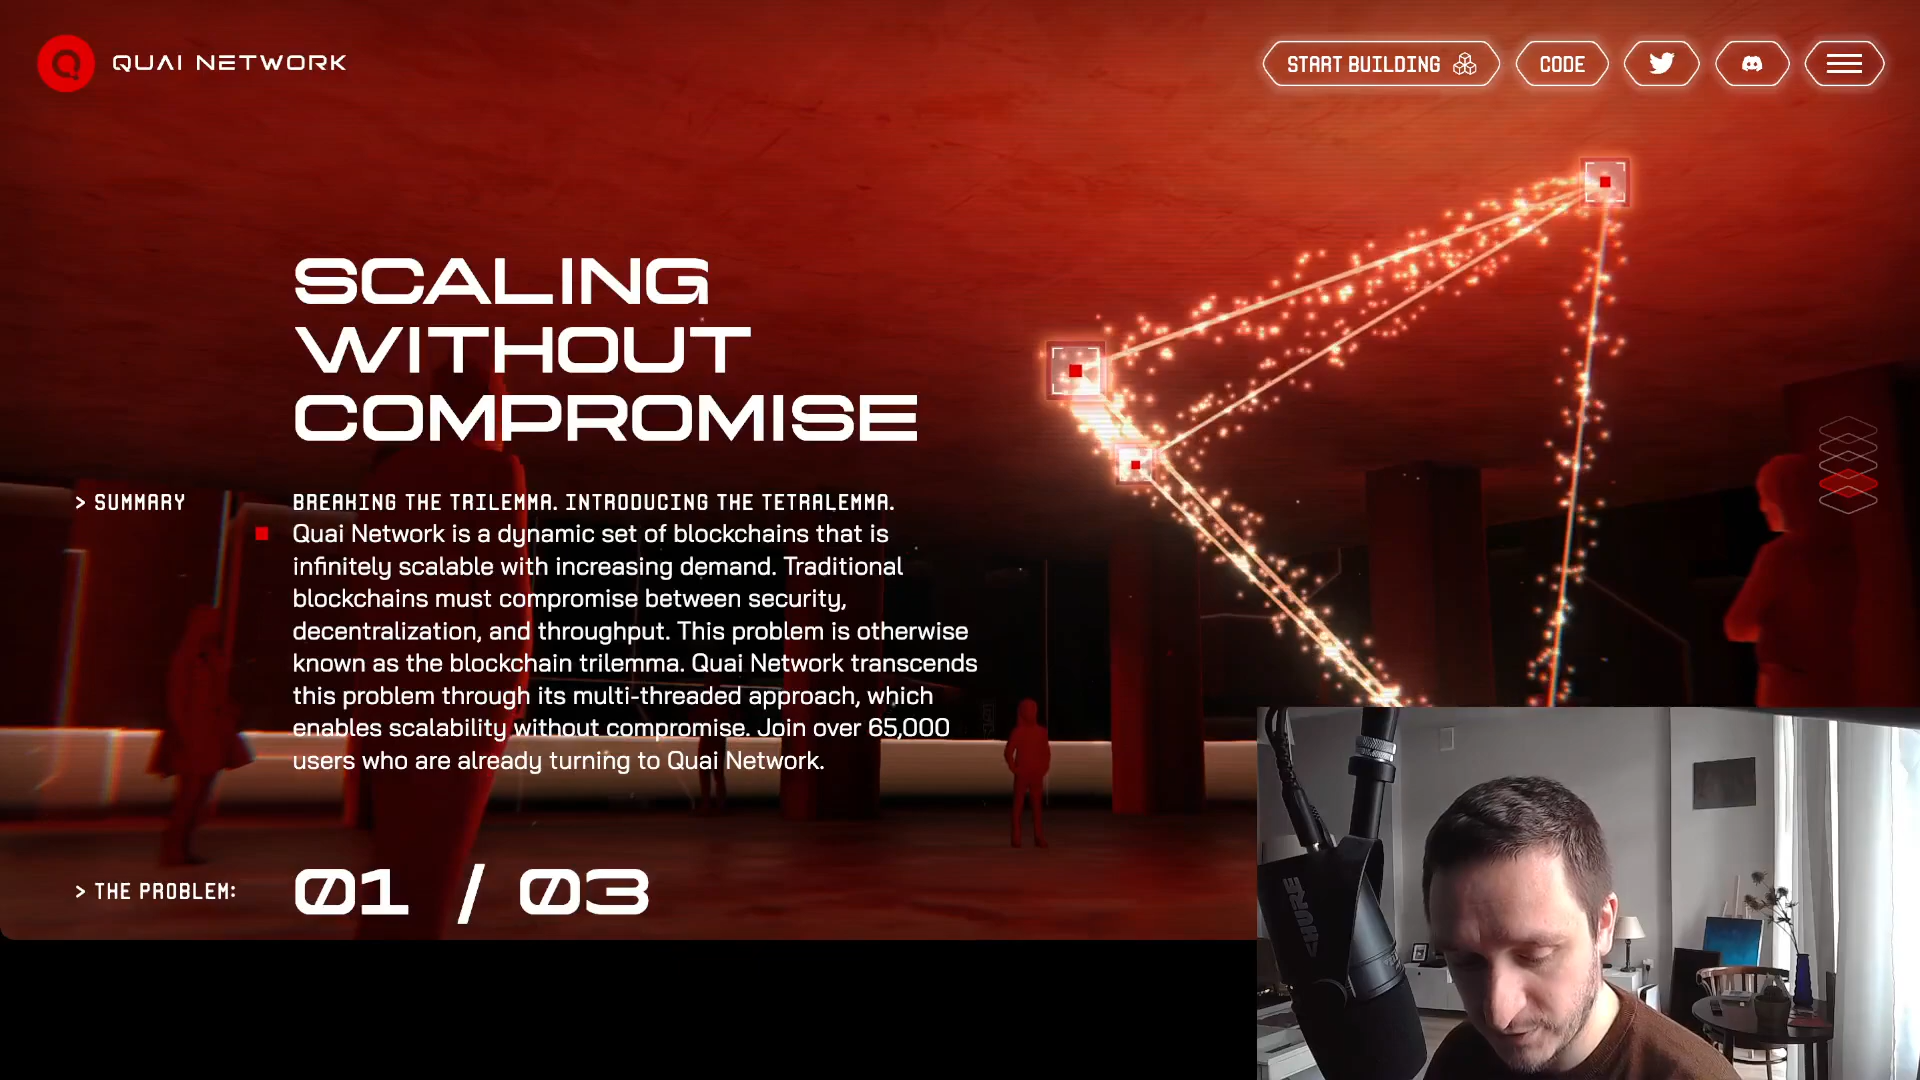 QUAI NETWORK
START BUILDING
CODE
SCALING
WITHOUT
COMPROMISE
> SUMMARY
BREAKING THE TRILEMMA. INTRODUCING THE TETRALEMMA.
Quai Network is a dynamic set of blockchains that is
infinitely scalable with increasing demand. Traditional
blockchains must compromise between security,
decentralization, and throughput. This problem is otherwise
known as the blockchain trilemma. Quai Network transcends
this problem through its multi-threaded approach, which
enables scalability without compromise. Join over 65,000
users who are already turning to Quai Network.
> THE PROBLEM:
01 / 03
SHURE